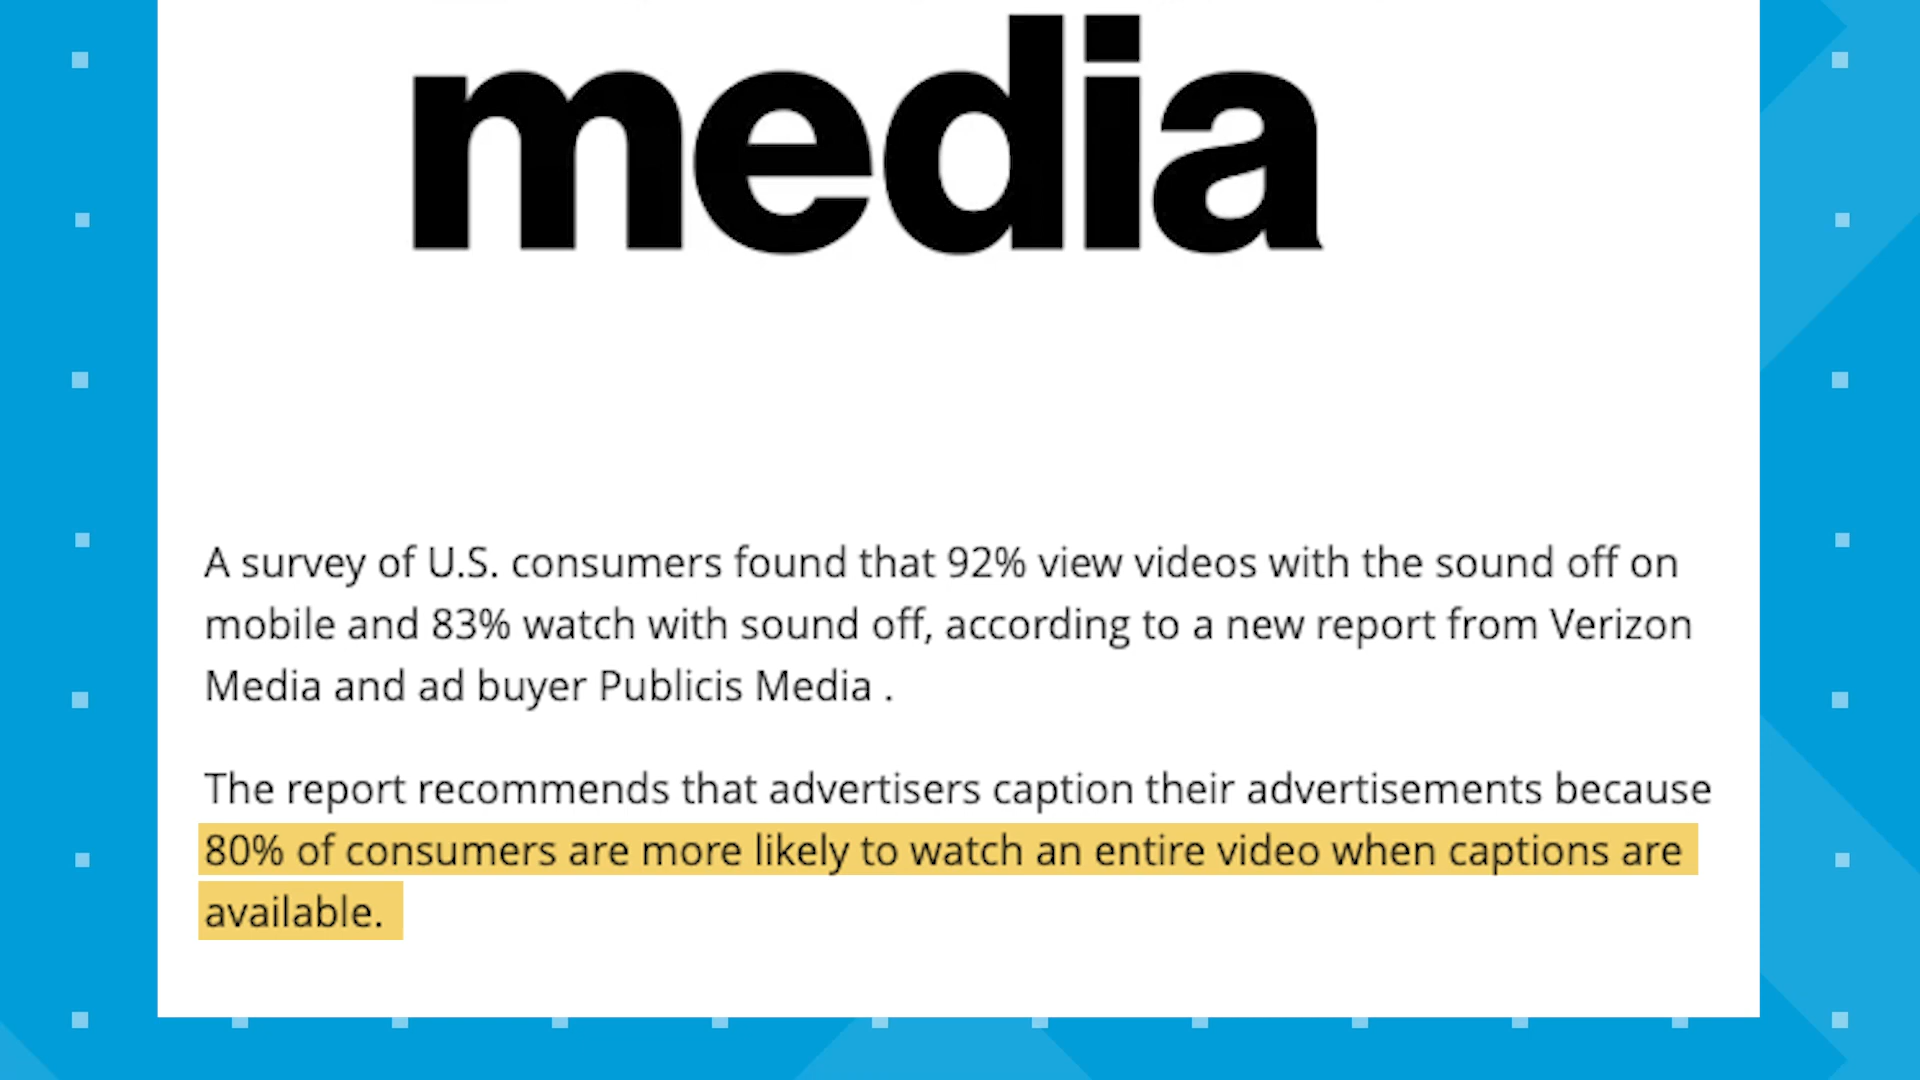 media
A survey of U.S. consumers found that 92% view videos with the sound off on
mobile and 83% watch with sound off, according to a new report from Verizon
Media and ad buyer Publicis Media .
The report recommends that advertisers caption their advertisements because
80% of consumers are more likely to watch an entire video when captions are
available.